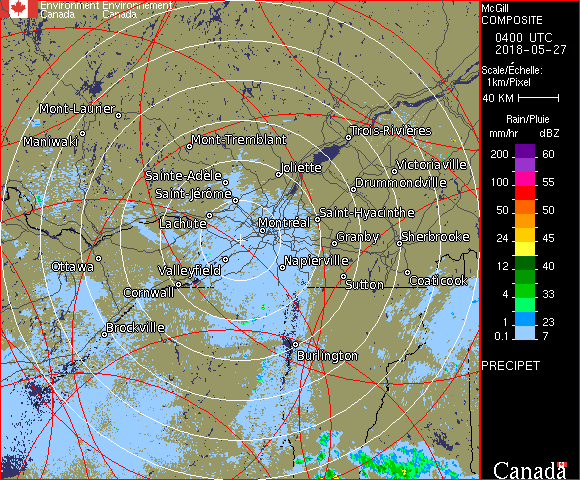 Environment Environnement
Canada Canada
McGill
COMPOSITE
0400 UTC
2018-05-27
Scale/Échelle:
1km/Pixel
40 KM
Rain/Pluie
mm/hr dBZ
200 60
100 55
50 50
24 45
12 40
4 33
1 23
0.1 7
PRECIPET
Canada
Mont-Laurier
Maniwaki
Mont-Tremblant
Trois-Rivières
Victoriaville
Sainte-Adèle
Joliette
Drummondville
Saint-Jérôme
Lachute
Montréal
Saint-Hyacinthe
Granby
Sherbrooke
Ottawa
Valleyfield
Napierville
Cornwall
Sutton
Coaticook
Brockville
Burlington